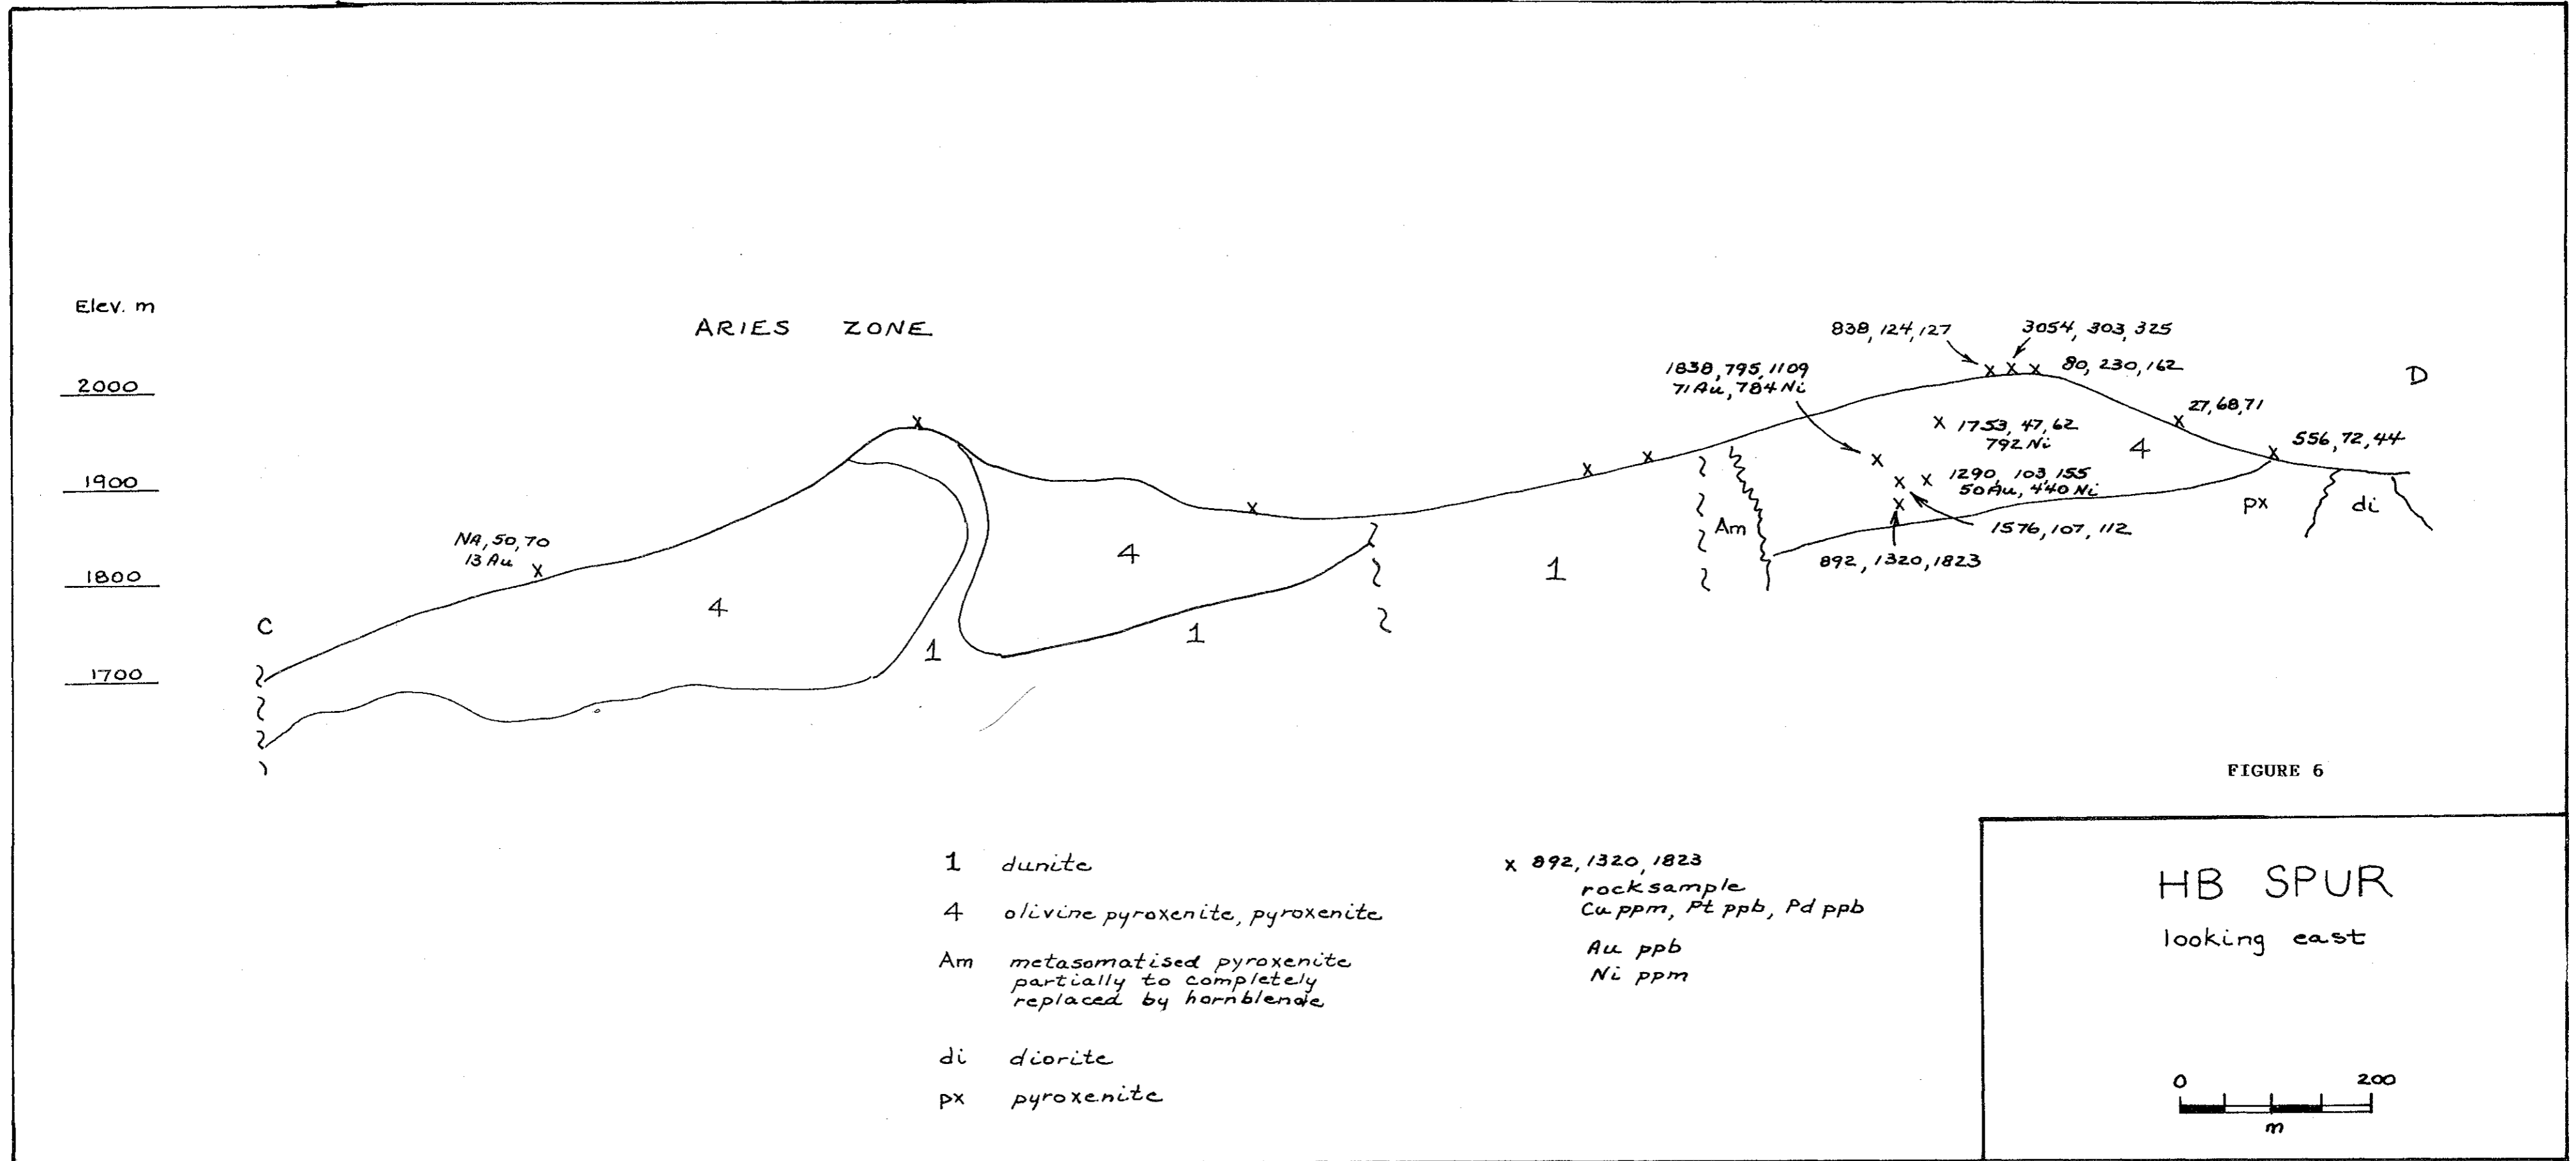 Elev. m
2000
1900
1800
1700
ARIES ZONE
C
NA, 50, 70
13 Au
X
4
1
X
4
1
X
1
X
X
Am
838, 124, 127
3054, 303, 325
X X X 80, 230, 162
1838, 795, 1109
71 Au, 784 Ni
X
X 1753, 47, 62
792 Ni
4
27, 68, 71
X
D
556, 72, 44
X
X X 1290, 103, 155
50 Au, 440 Ni
X
1576, 107, 112
892, 1320, 1823
px
di
FIGURE 6
1 dunite
4 olivine pyroxenite, pyroxenite
Am metasomatised pyroxenite
partially to completely
replaced by hornblende
di diorite
px pyroxenite
X 892, 1320, 1823
rock sample
Cu ppm, Pt ppb, Pd ppb
Au ppb
Ni ppm
HB SPUR
looking east
0 200
m